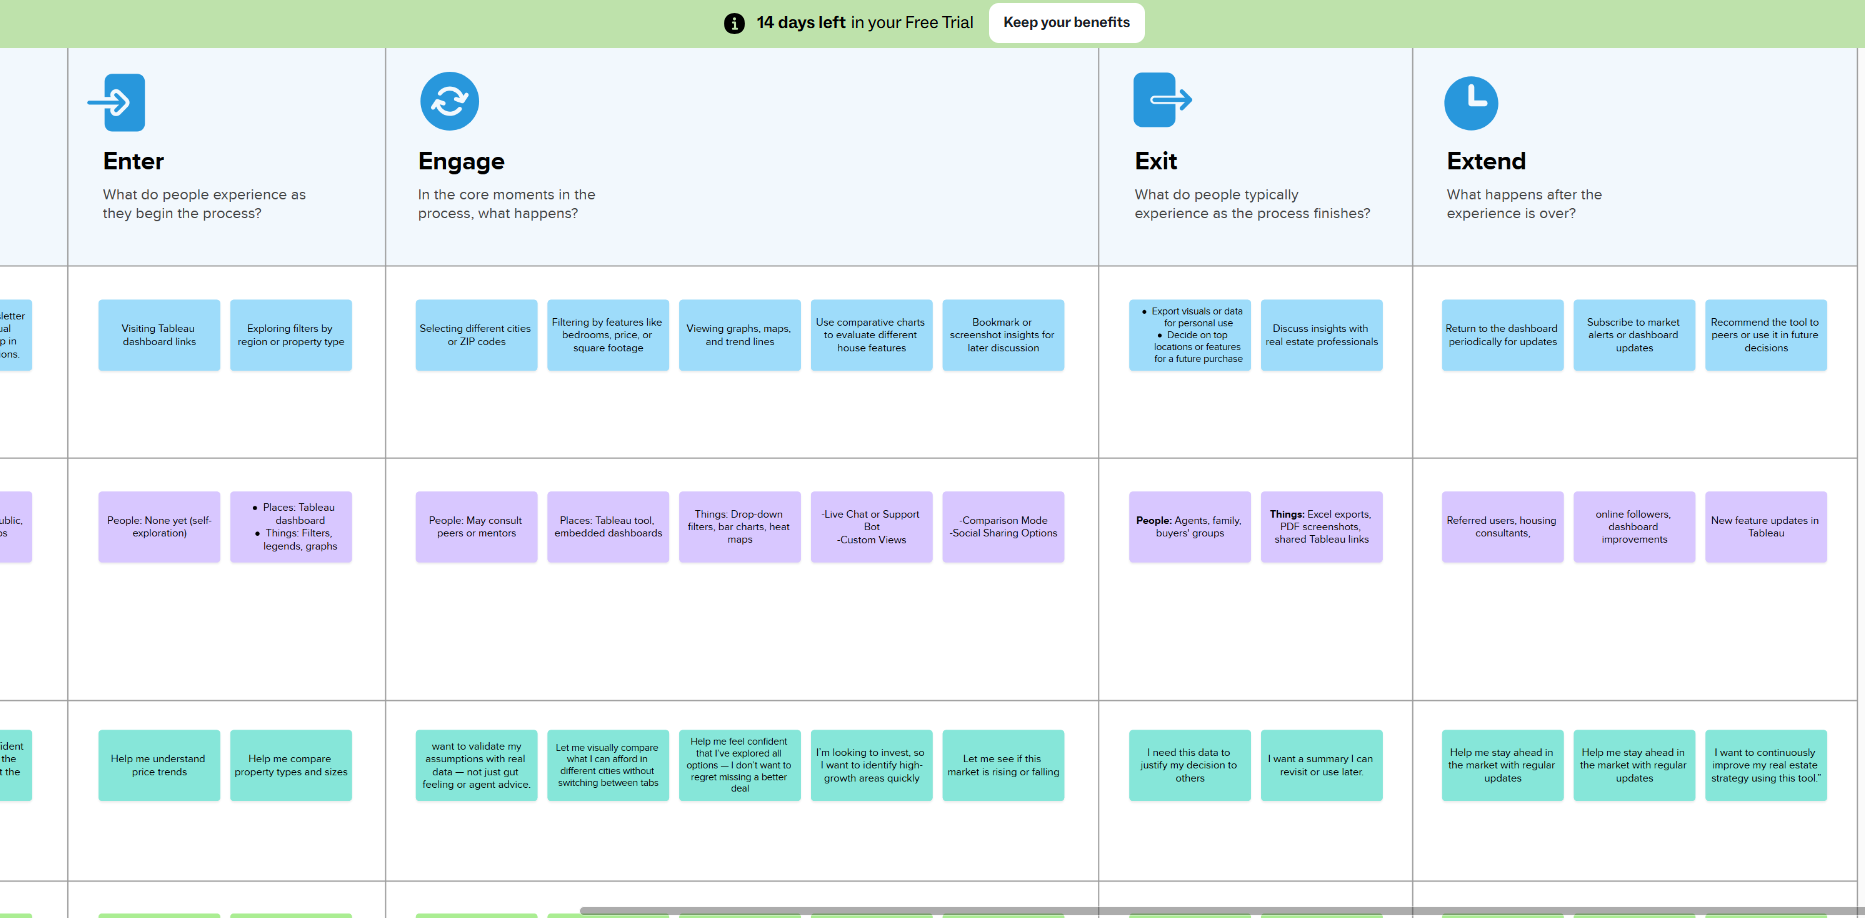 14 days left in your Free Trial
Keep your benefits
Enter
What do people experience as
they begin the process?
Engage
In the core moments in the
process, what happens?
Exit
What do people typically
experience as the process finishes?
Extend
What happens after the
experience is over?
Visiting Tableau
dashboard links
Exploring filters by
region or property type
Selecting different cities
or ZIP codes
Filtering by features like
bedrooms, price, or
square footage
Viewing graphs, maps,
and trend lines
Use comparative charts
to evaluate different
house features
Bookmark or
screenshot insights for
later discussion
• Export visuals or data
for personal use
• Decide on top
locations or features
for a future purchase
Discuss insights with
real estate professionals
Return to the dashboard
periodically for updates
Subscribe to market
alerts or dashboard
updates
Recommend the tool to
peers or use it in future
decisions
People: None yet (self-
exploration)
• Places: Tableau
dashboard
• Things: Filters,
legends, graphs
People: May consult
peers or mentors
Places: Tableau tool,
embedded dashboards
Things: Drop-down
filters, bar charts, heat
maps
-Live Chat or Support
Bot
-Custom Views
-Comparison Mode
-Social Sharing Options
People: Agents, family,
buyers' groups
Things: Excel exports,
PDF screenshots,
shared Tableau links
Referred users, housing
consultants,
online followers,
dashboard
improvements
New feature updates in
Tableau
the
t the
Help me understand
price trends
Help me compare
property types and sizes
want to validate my
assumptions with real
data — not just gut
feeling or agent advice.
Let me visually compare
what I can afford in
different cities without
switching between tabs
Help me feel confident
that I've explored all
options — I don't want to
regret missing a better
deal
I'm looking to invest, so
I want to identify high-
growth areas quickly
Let me see if this
market is rising or falling
I need this data to
justify my decision to
others
I want a summary I can
revisit or use later.
Help me stay ahead in
the market with regular
updates
Help me stay ahead in
the market with regular
updates
I want to continuously
improve my real estate
strategy using this tool."